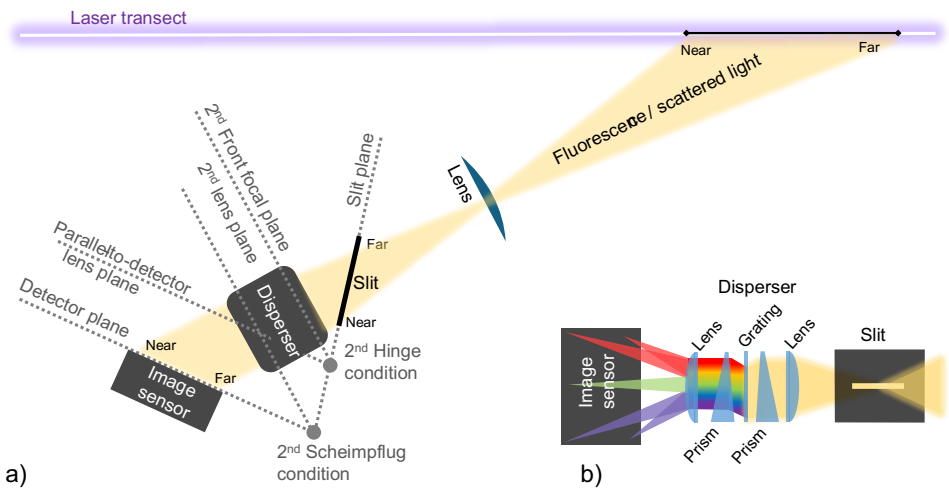 Laser transect
Near
Far
Fluorescence / scattered light
2nd Front focal plane
2nd lens plane
Slit plane
Lens
Parallel-to-detector
lens plane
Far
Detector plane
Disperser
Slit
Near
Near
Far
Image
sensor
2nd Hinge
condition
2nd Scheimpflug
condition
a)
Disperser
Lens
Grating
Lens
Slit
Image
sensor
Prism
Prism
b)